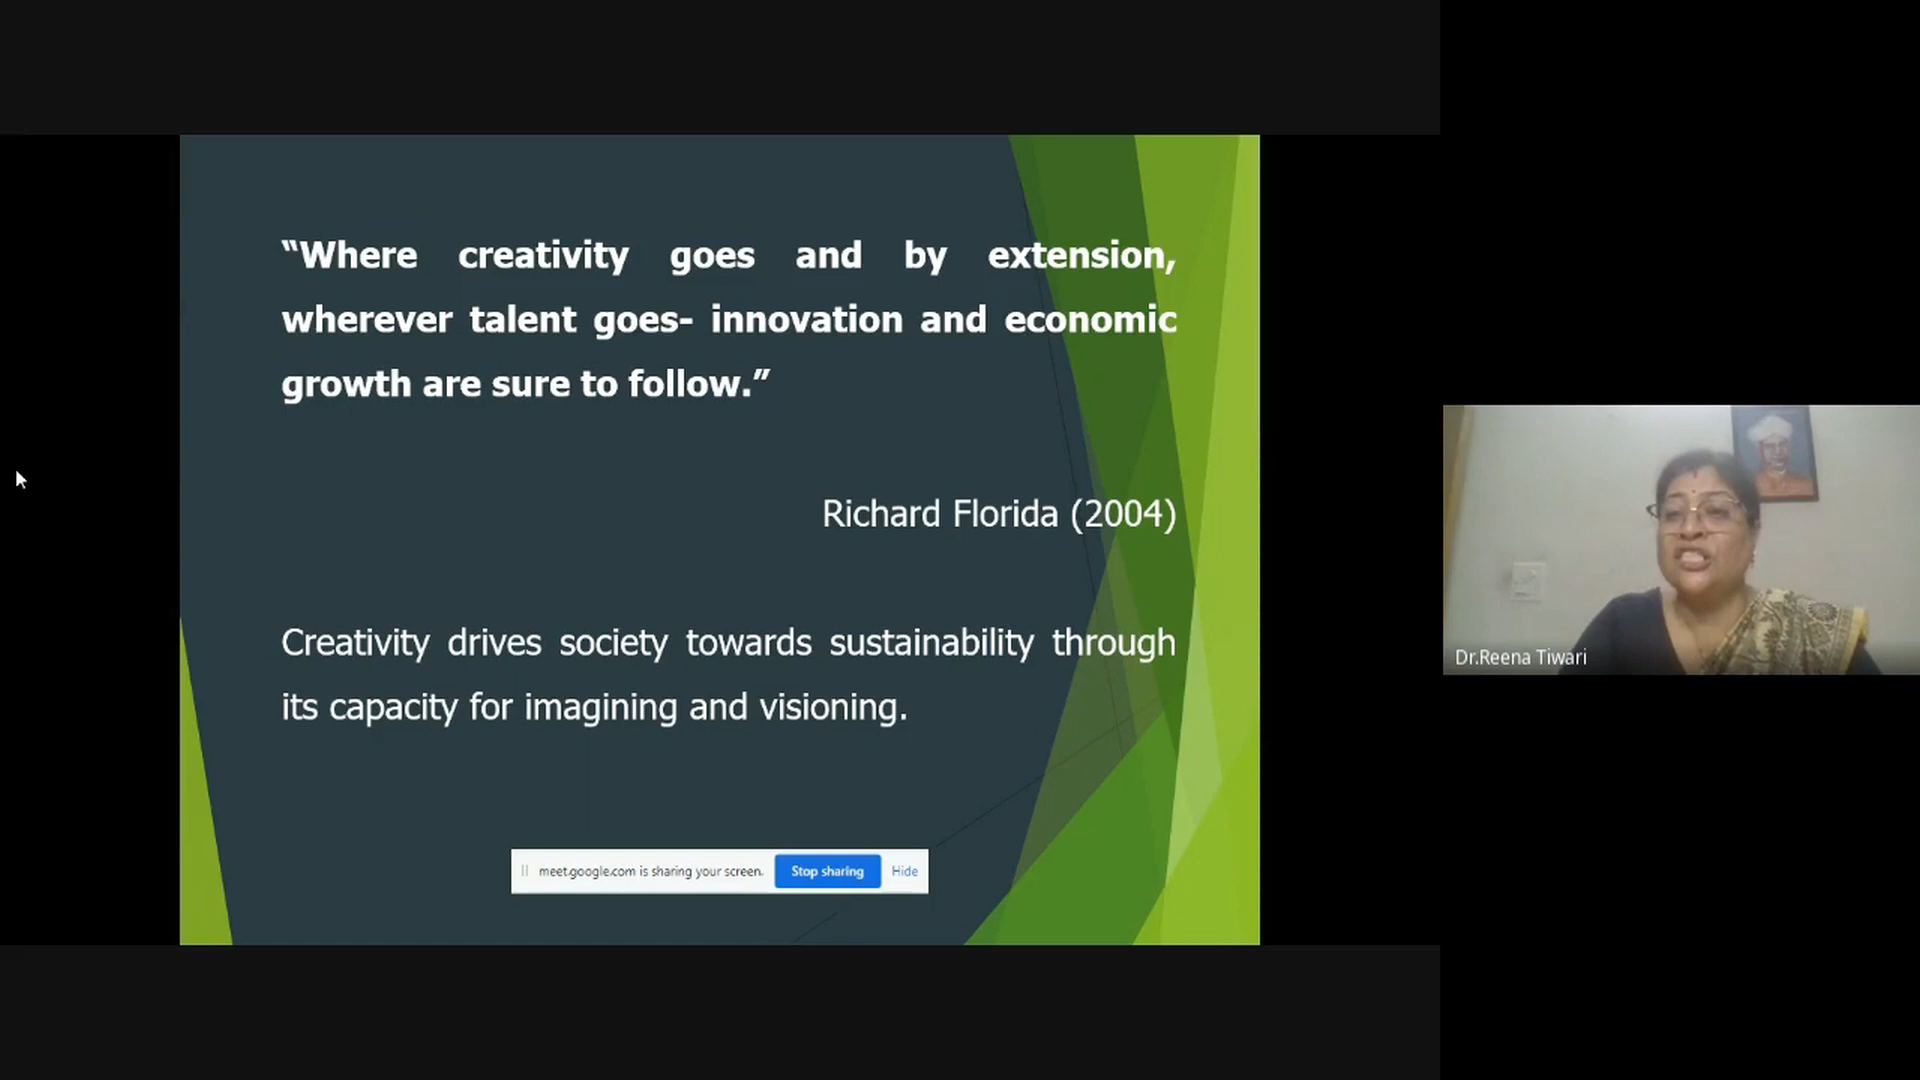 “Where creativity goes and by extension,
wherever talent goes- innovation and economic
growth are sure to follow.”
Richard Florida (2004)
Creativity drives society towards sustainability through
its capacity for imagining and visioning.
meet.google.com is sharing your screen. Stop sharing Hide
Dr.Reena Tiwari